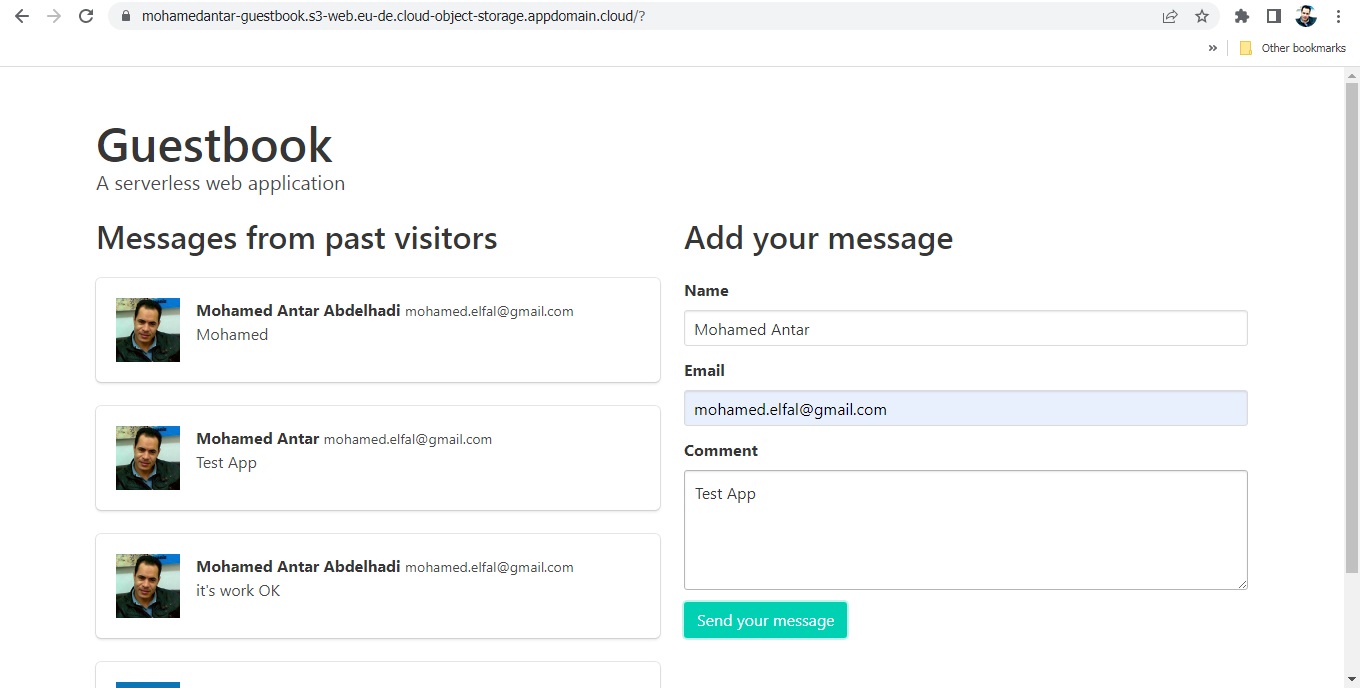 mohamedantar-guestbook.s3-web.eu-de.cloud-object-storage.appdomain.cloud/?
» Other bookmarks
Guestbook
A serverless web application
Messages from past visitors
Mohamed Antar Abdelhadi mohamed.elfal@gmail.com
Mohamed
Mohamed Antar mohamed.elfal@gmail.com
Test App
Mohamed Antar Abdelhadi mohamed.elfal@gmail.com
it's work OK
Add your message
Name
Mohamed Antar
Email
mohamed.elfal@gmail.com
Comment
Test App
Send your message